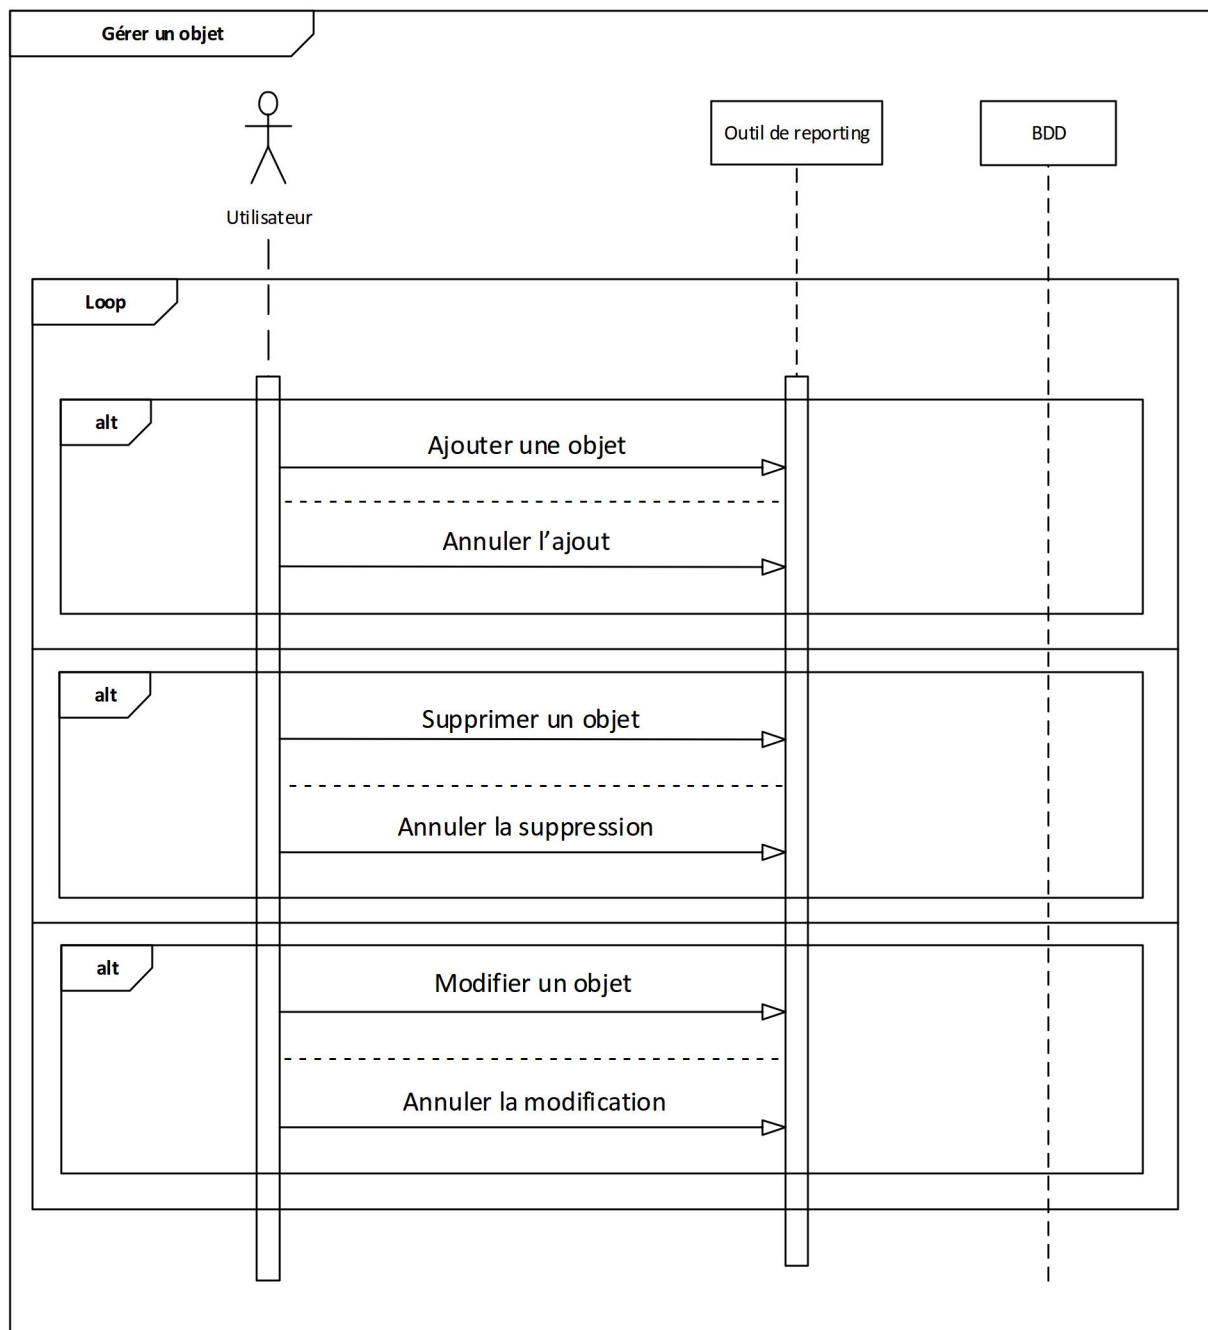 Gérer un objet
Outil de reporting
BDD
Utilisateur
Loop
alt
Ajouter une objet
Annuler l’ajout
alt
Supprimer un objet
Annuler la suppression
alt
Modifier un objet
Annuler la modification